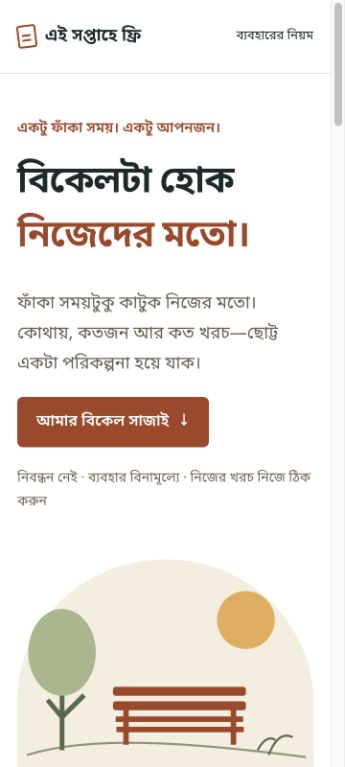 এই সপ্তাহে ফ্রি
ব্যবহারের নিয়ম
একটু ফাঁকা সময়। একটু আপনজন।
বিকেলটা হোক
নিজেদের মতো।
ফাঁকা সময়টুকু কাটুক নিজের মতো।
কোথায়, কতজন আর কত খরচ—ছোট্ট
একটা পরিকল্পনা হয়ে যাক।
আমার বিকেল সাজাই ↓
নিবন্ধন নেই · ব্যবহার বিনামূল্যে · নিজের খরচ নিজে ঠিক
করুন